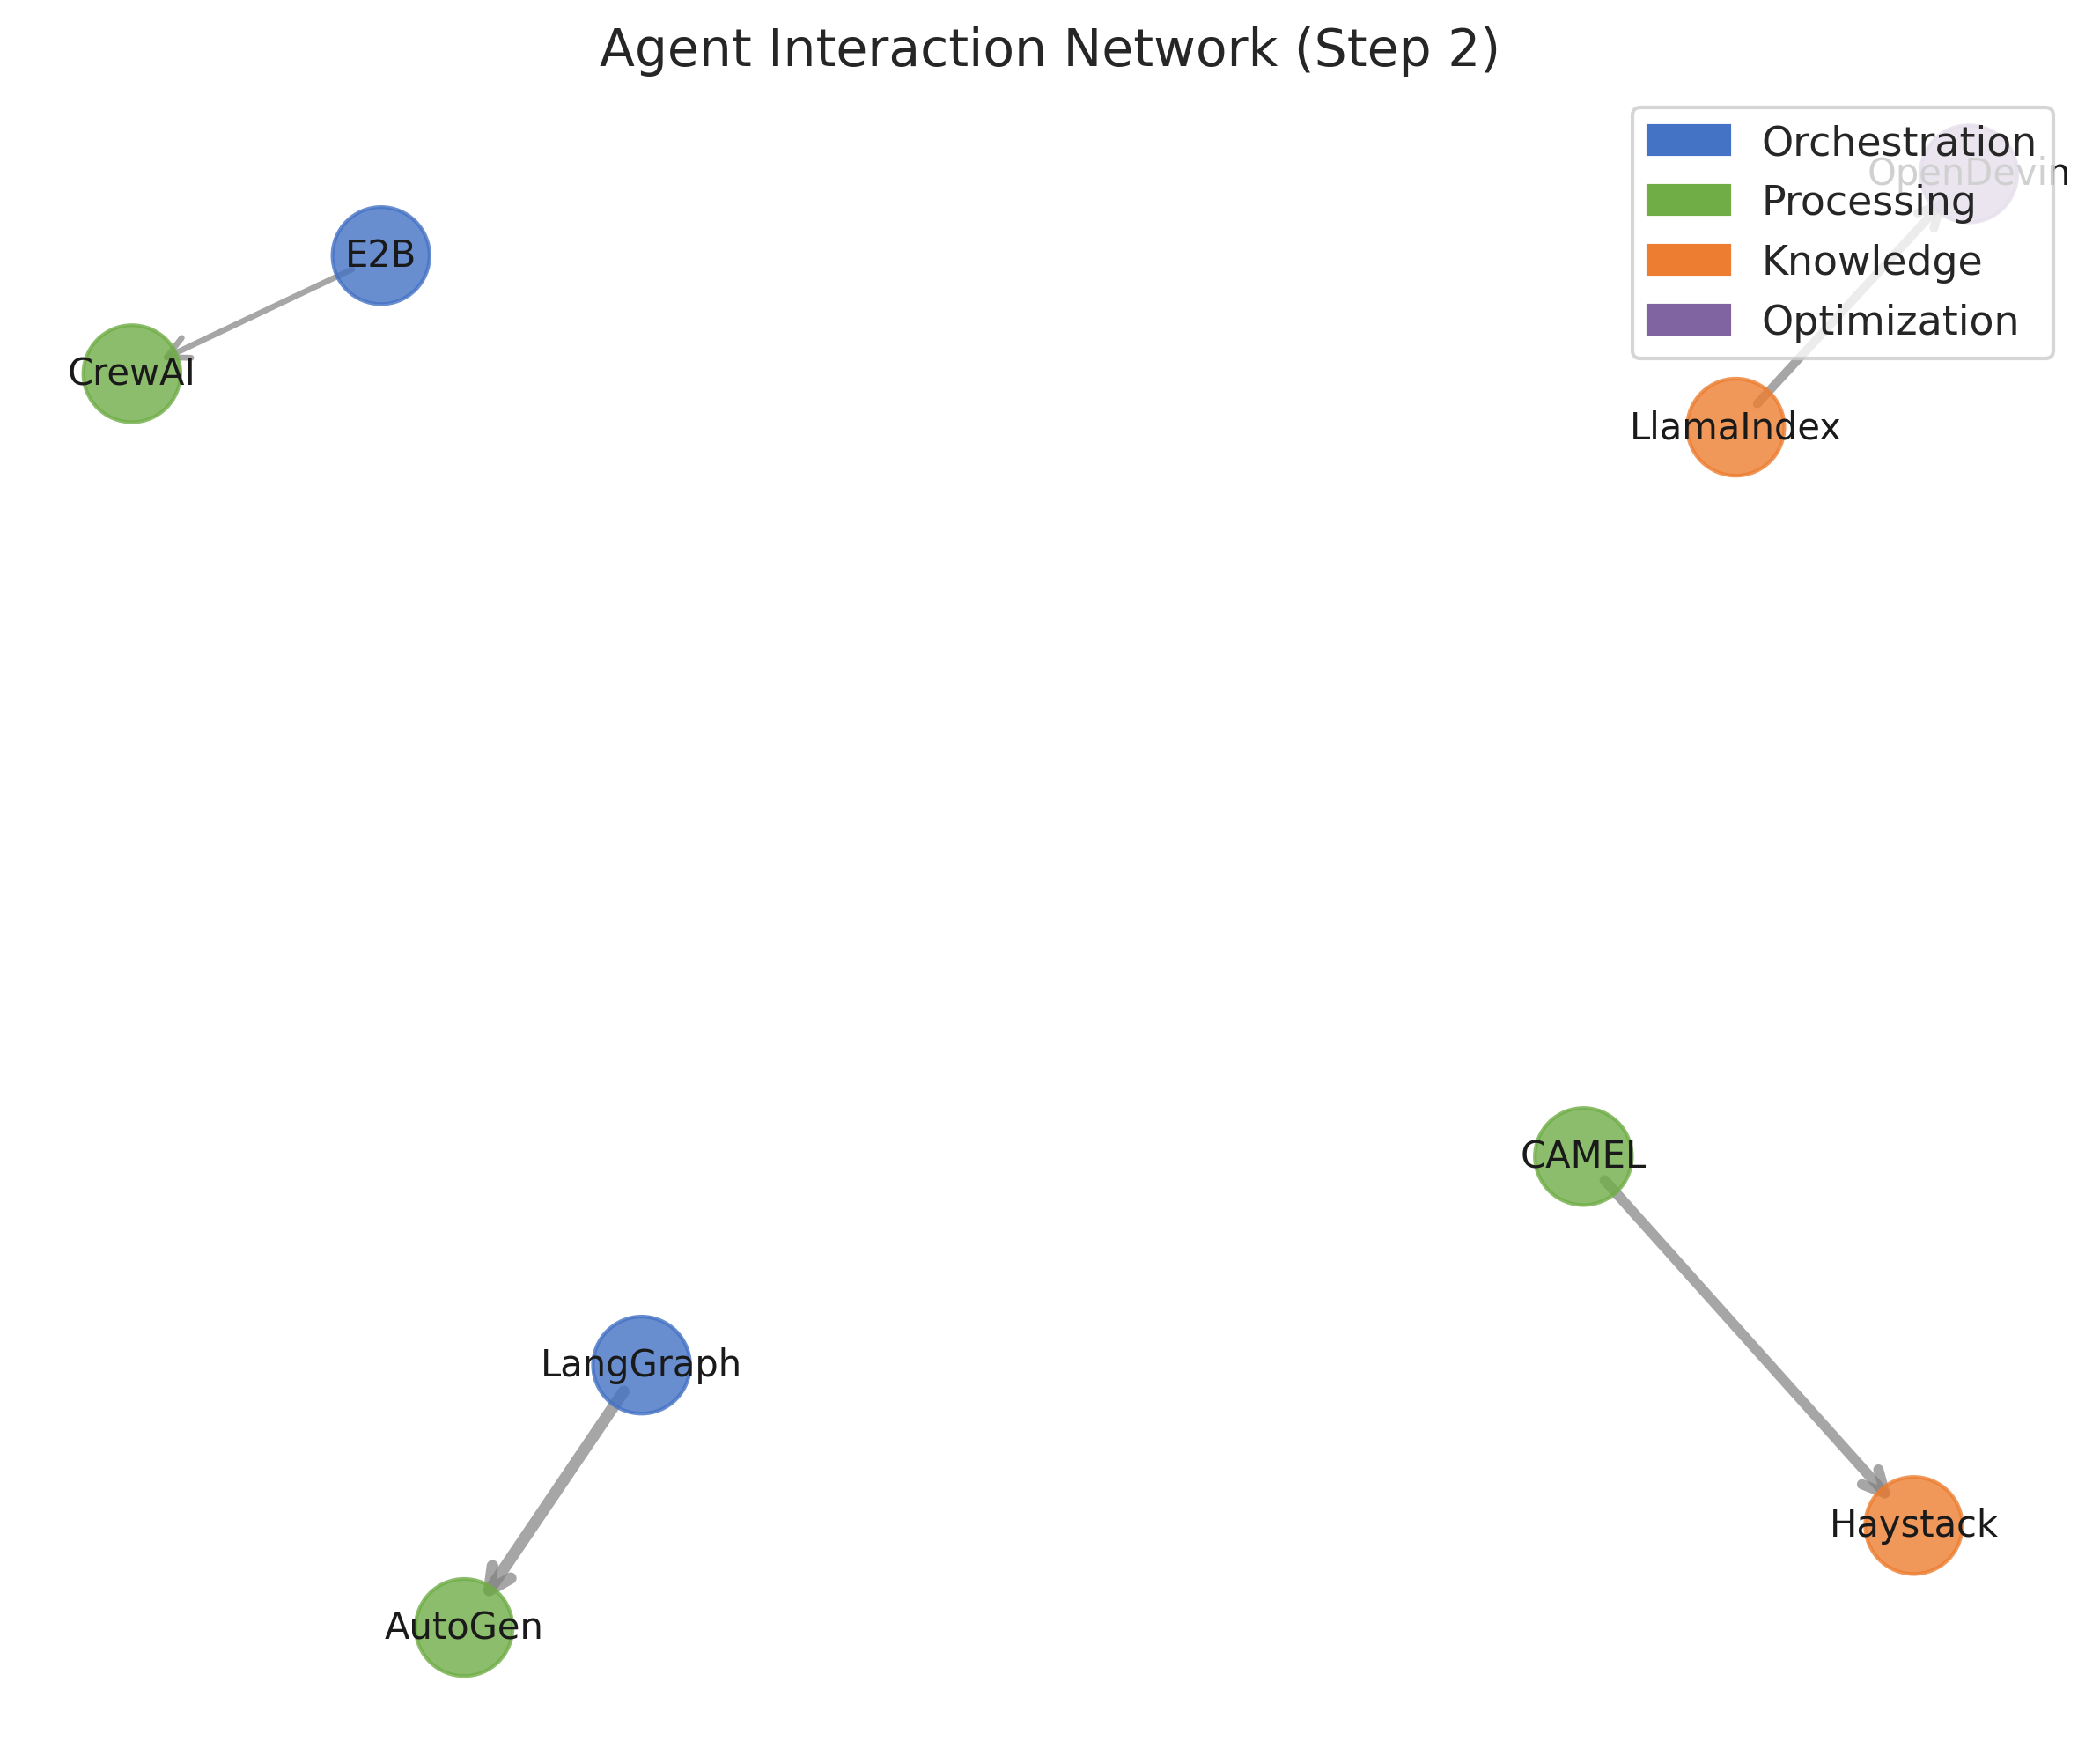 Agent Interaction Network (Step 2)
Orchestration
OpenDevin
Processing
Knowledge
Optimization
E2B
CrewAI
LlamaIndex
CAMEL
LangGraph
Haystack
AutoGen